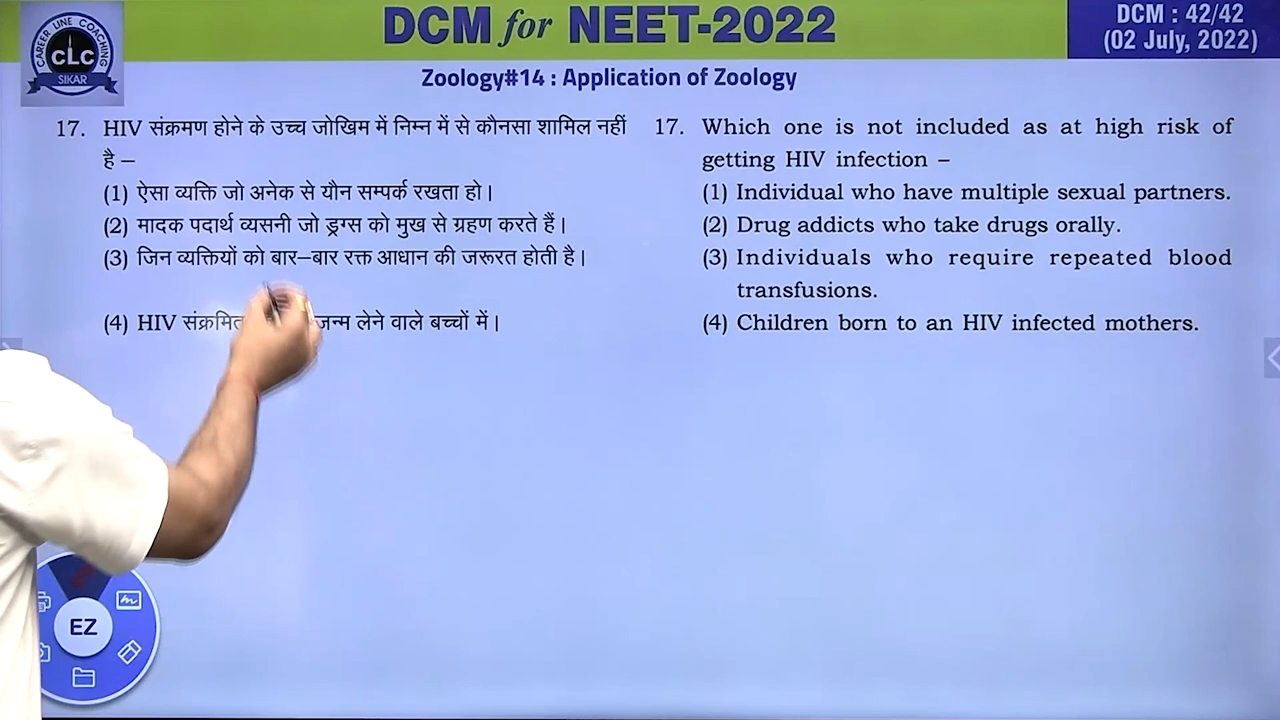 CAREER LINE COACHING
CLC
SIKAR
DCM for NEET-2022
DCM : 42/42
(02 July, 2022)
Zoology#14 : Application of Zoology
17. HIV संक्रमण होने के उच्च जोखिम में निम्न में से कौनसा शामिल नहीं
है –
(1) ऐसा व्यक्ति जो अनेक से यौन सम्पर्क रखता हो।
(2) मादक पदार्थ व्यसनी जो ड्रग्स को मुख से ग्रहण करते हैं।
(3) जिन व्यक्तियों को बार–बार रक्त आधान की जरूरत होती है।
(4) HIV जन्म लेने वाले बच्चों में।
17. Which one is not included as at high risk of
getting HIV infection –
(1) Individual who have multiple sexual partners.
(2) Drug addicts who take drugs orally.
(3) Individuals who require repeated blood
transfusions.
(4) Children born to an HIV infected mothers.
EZ